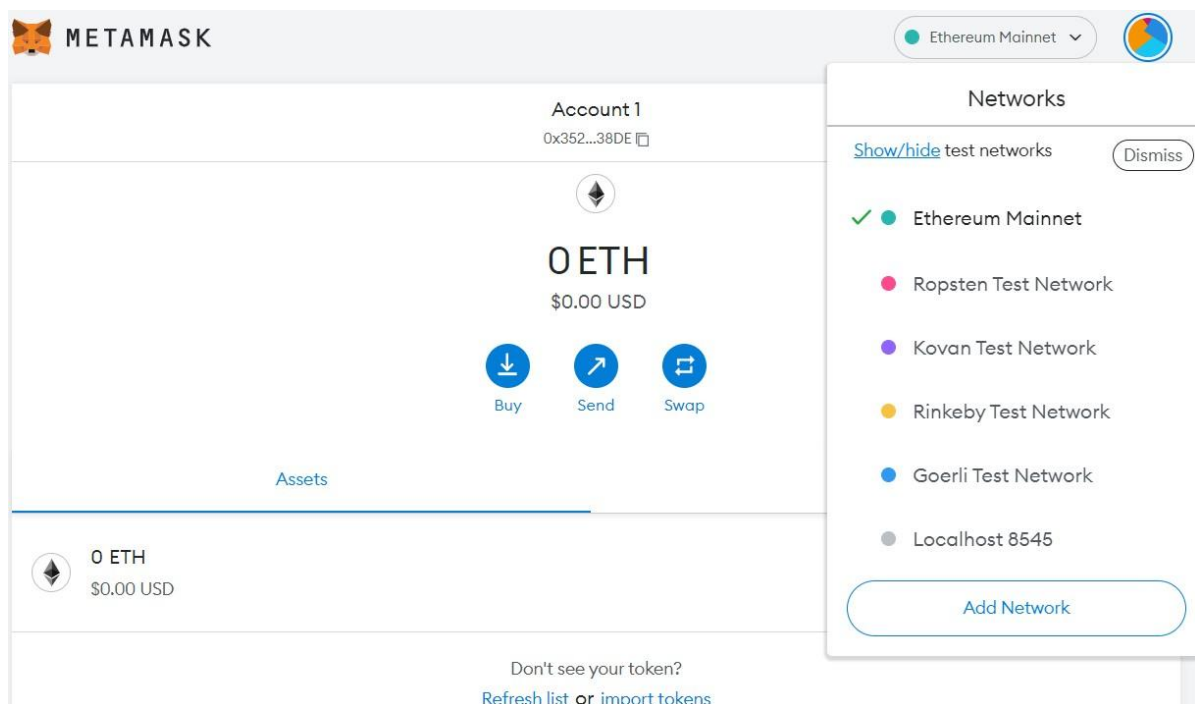 METAMASK
Ethereum Mainnet
Account 1
0x352...38DE
0 ETH
$0.00 USD
Buy
Send
Swap
Assets
0 ETH
$0.00 USD
Don't see your token?
Refresh list or import tokens
Networks
Show/hide test networks
Dismiss
Ethereum Mainnet
Ropsten Test Network
Kovan Test Network
Rinkeby Test Network
Goerli Test Network
Localhost 8545
Add Network